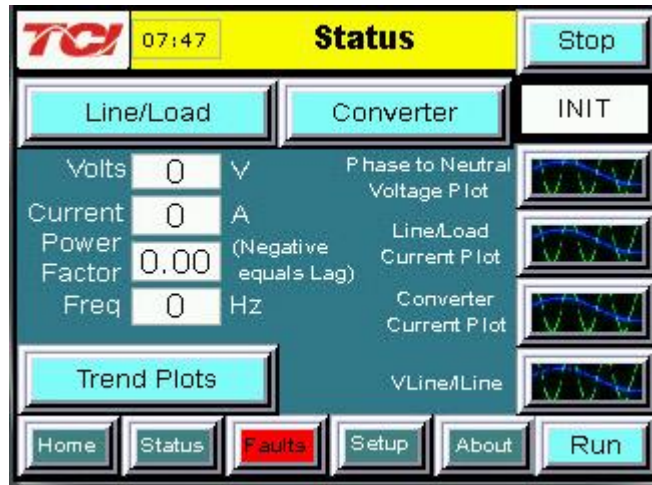 TCI 07:47 Status Stop
Line/Load Converter INIT
Volts 0 V
Phase to Neutral
Voltage Plot
Current 0 A
Line/Load
Current Plot
Power
Factor 0.00 (Negative
equals Lag)
Freq 0 Hz
Converter
Current Plot
Trend Plots VLine/ILine
Home Status Faults Setup About Run